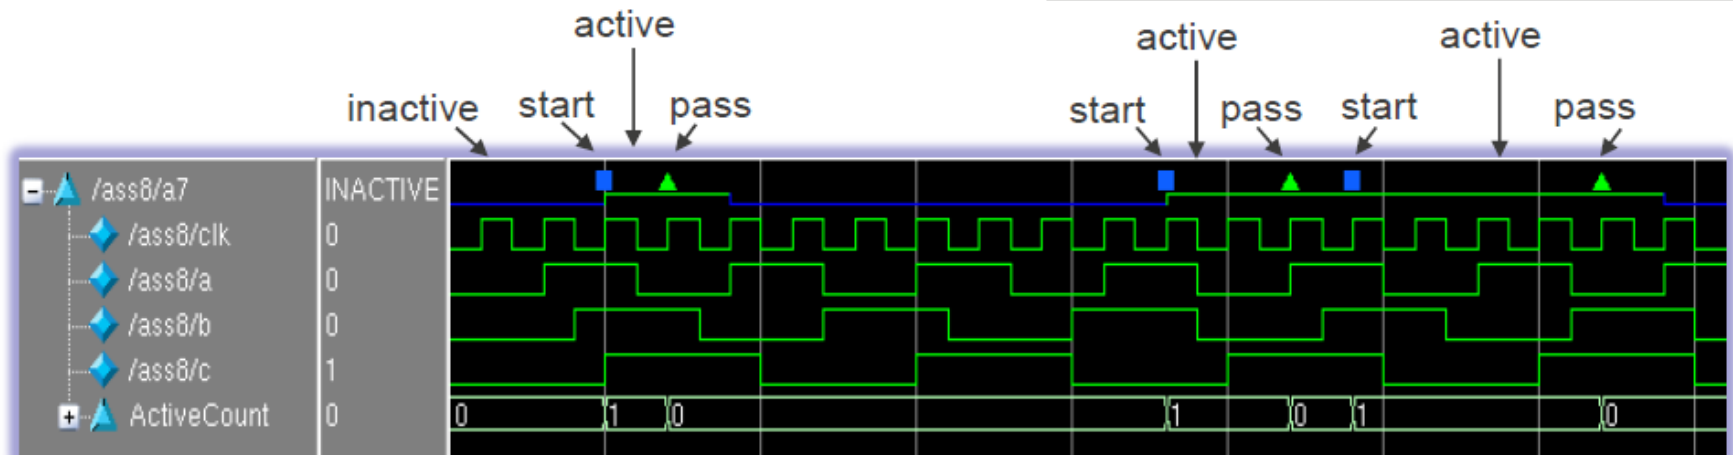 active
active
active
inactive
start
pass
start
pass
start
pass
/ass8/a7
INACTIVE
/ass8/clk
0
/ass8/a
0
/ass8/b
0
/ass8/c
1
ActiveCount
0
0
1
0
1
0
1
0